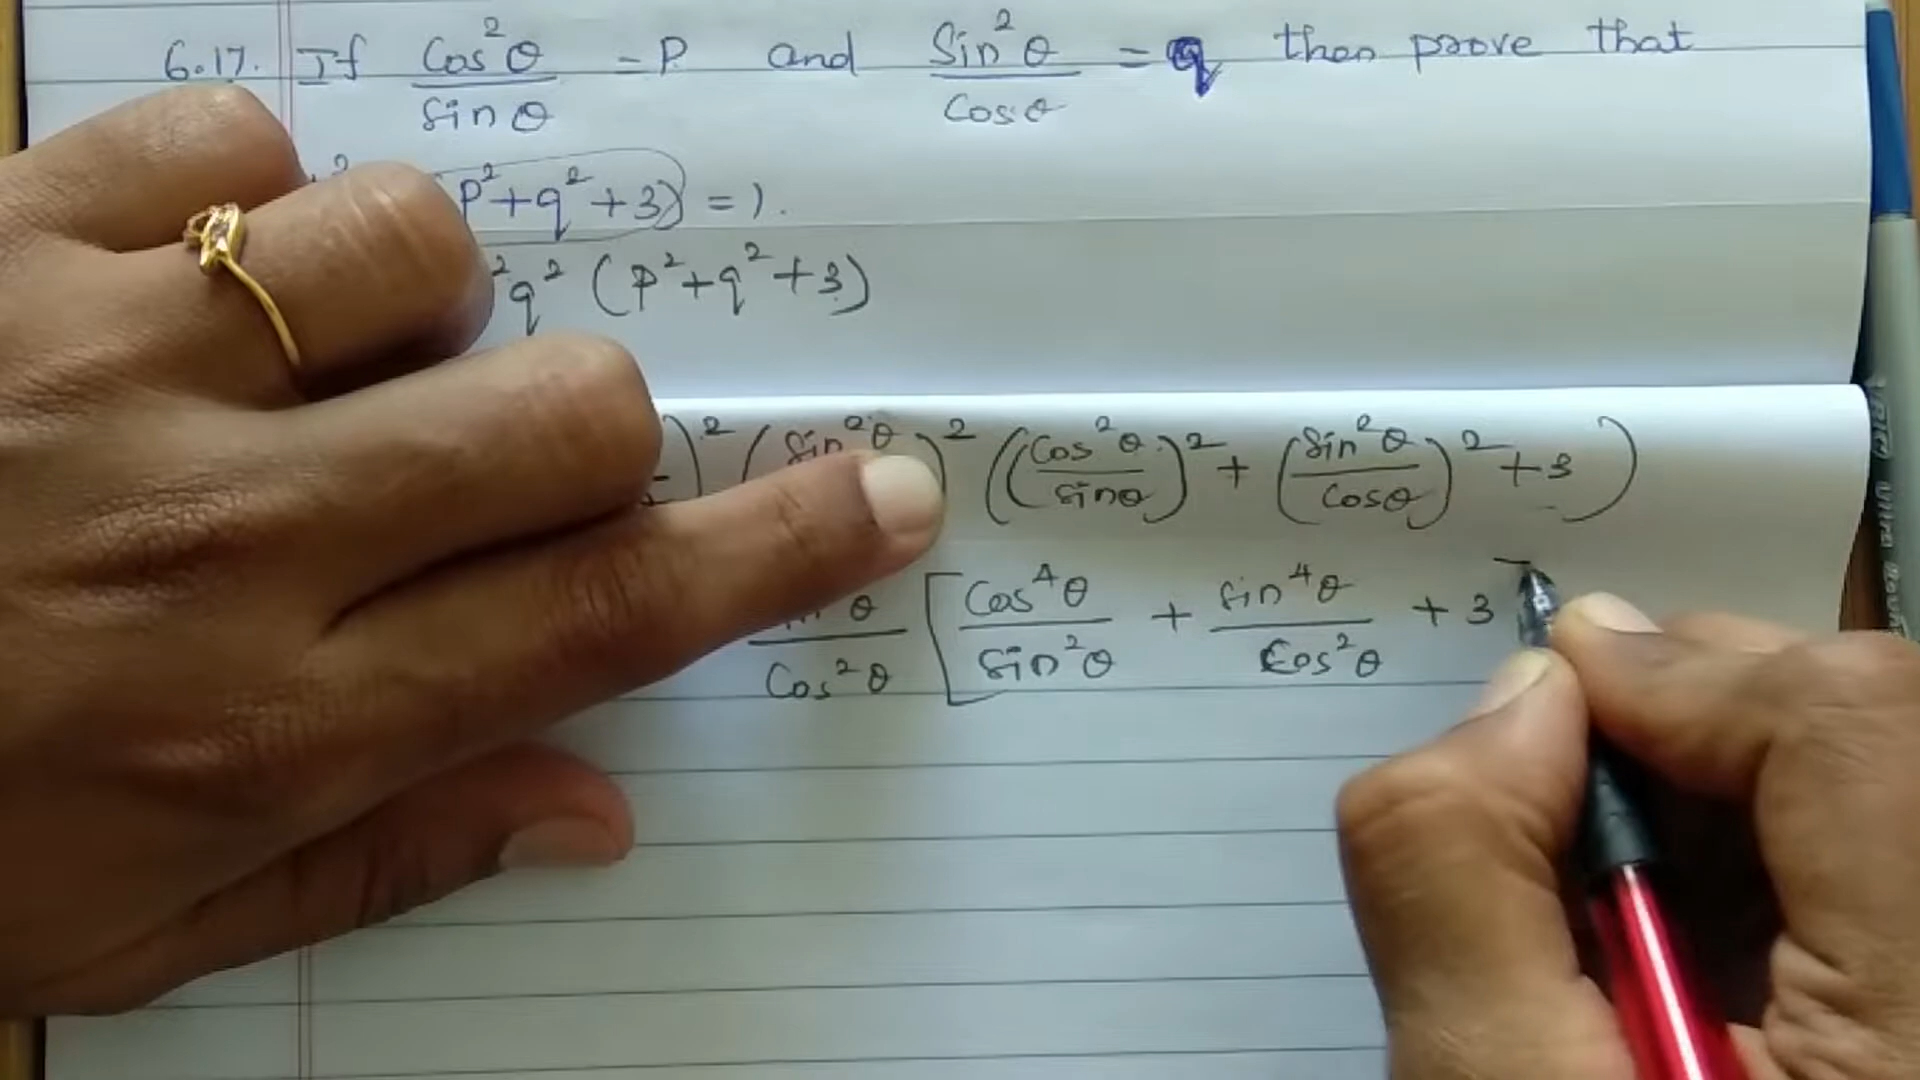 6.17. If Cos²θ/sinθ = P and Sin²θ/Cosθ = q then prove that
P²+q²+3) = 1.
²q² (P²+q²+3)
)² (sin²θ )² ((Cos²θ/sinθ)² + (sin²θ/Cosθ)² +3)
θ/Cos²θ [Cos⁴θ/sin²θ + sin⁴θ/Cos²θ + 3